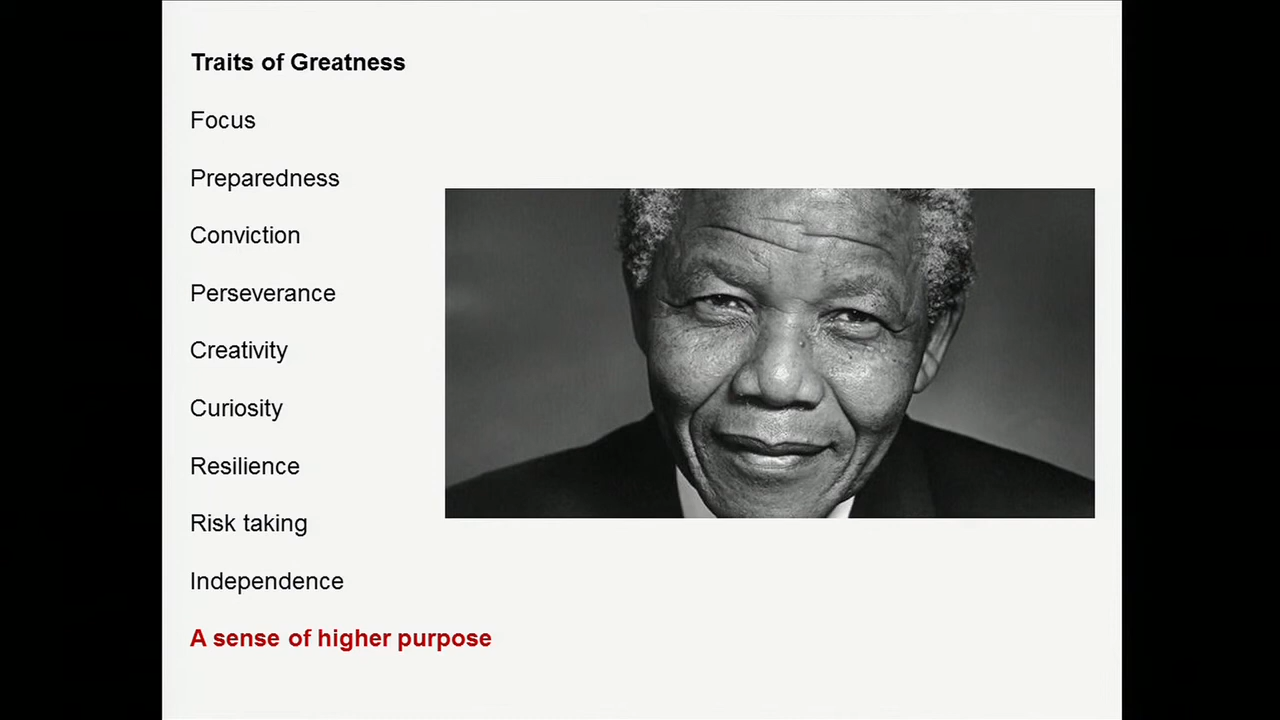 Traits of Greatness
Focus
Preparedness
Conviction
Perseverance
Creativity
Curiosity
Resilience
Risk taking
Independence
A sense of higher purpose